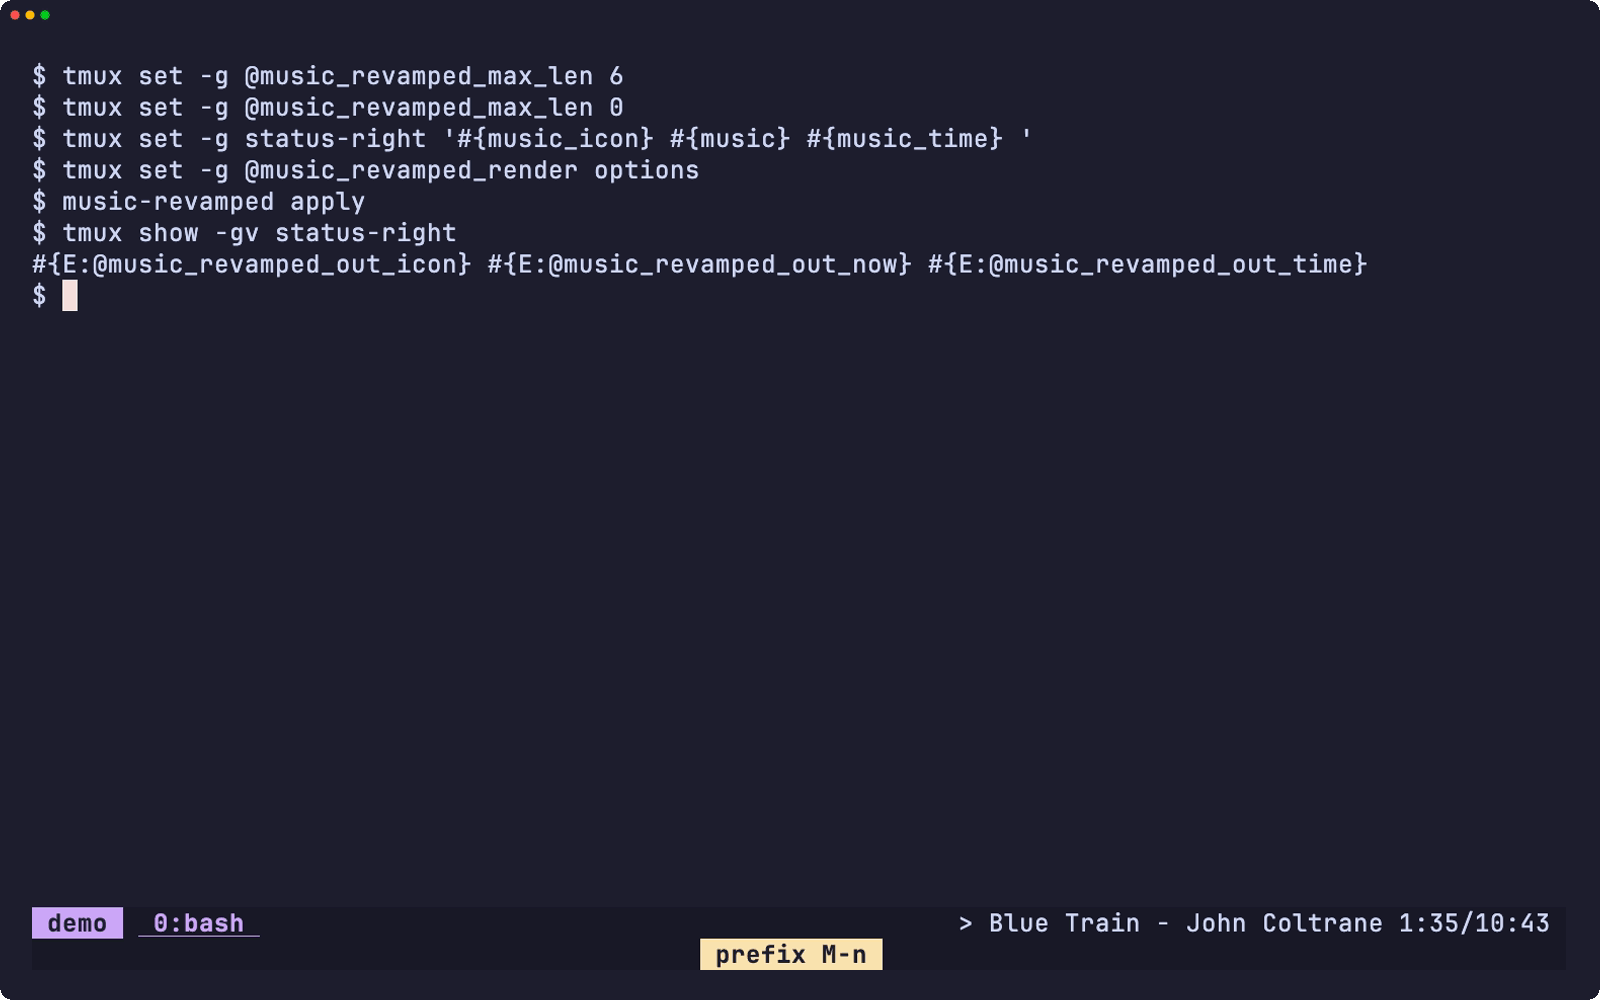 $ tmux set -g @music_revamped_max_len 6
$ tmux set -g @music_revamped_max_len 0
$ tmux set -g status-right '#{music_icon} #{music} #{music_time} '
$ tmux set -g @music_revamped_render options
$ music-revamped apply
$ tmux show -gv status-right
#{E:@music_revamped_out_icon} #{E:@music_revamped_out_now} #{E:@music_revamped_out_time}
$
demo 0:bash > Blue Train - John Coltrane 1:35/10:43
prefix M-n